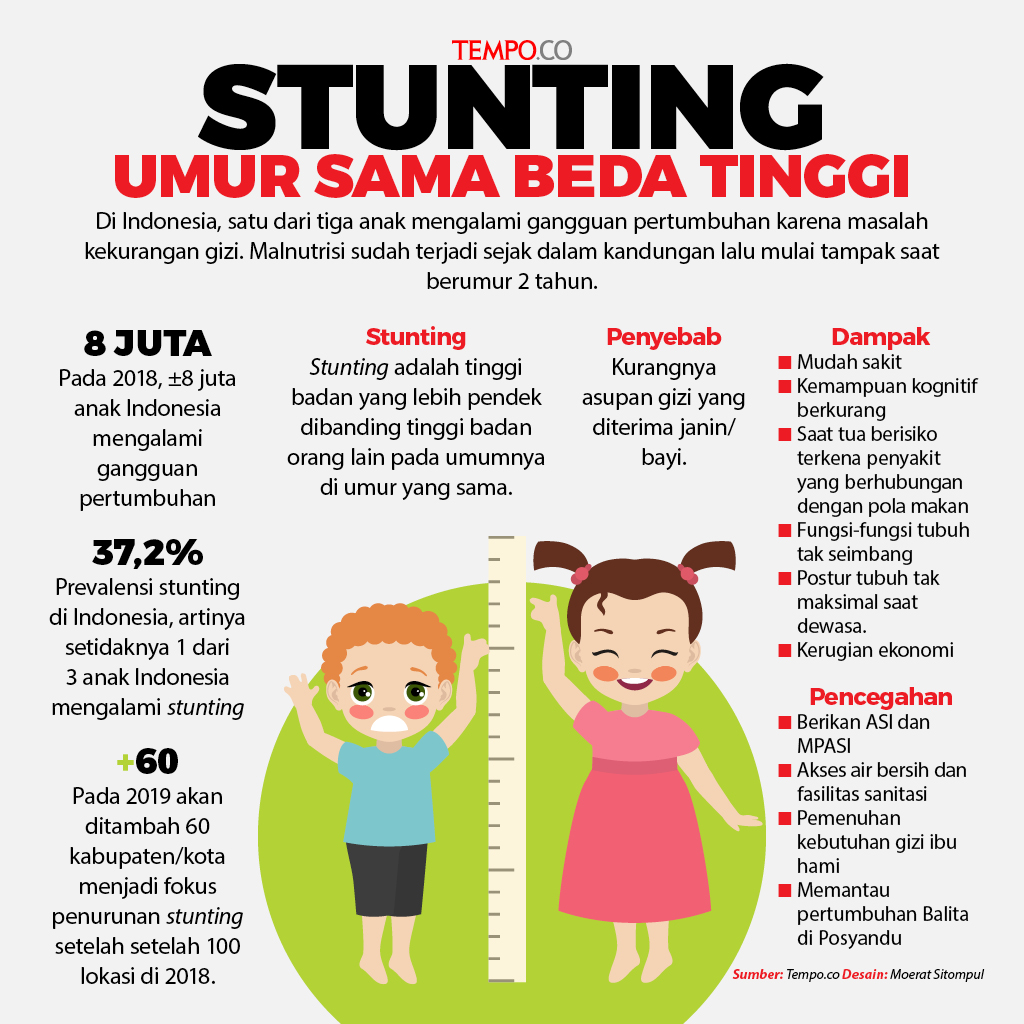 TEMPO.CO
STUNTING
UMUR SAMA BEDA TINGGI
Di Indonesia, satu dari tiga anak mengalami gangguan pertumbuhan karena masalah
kekurangan gizi. Malnutrisi sudah terjadi sejak dalam kandungan lalu mulai tampak saat
berumur 2 tahun.
8 JUTA
Pada 2018, ±8 juta
anak Indonesia
mengalami
gangguan
pertumbuhan
37,2%
Prevalensi stunting
di Indonesia, artinya
setidaknya 1 dari
3 anak Indonesia
mengalami stunting
+60
Pada 2019 akan
ditambah 60
kabupaten/kota
menjadi fokus
penurunan stunting
setelah setelah 100
lokasi di 2018.
Stunting
Stunting adalah tinggi
badan yang lebih pendek
dibanding tinggi badan
orang lain pada umumnya
di umur yang sama.
Penyebab
Kurangnya
asupan gizi yang
diterima janin/
bayi.
Dampak
Mudah sakit
Kemampuan kognitif
berkurang
Saat tua berisiko
terkena penyakit
yang berhubungan
dengan pola makan
Fungsi-fungsi tubuh
tak seimbang
Postur tubuh tak
maksimal saat
dewasa.
Kerugian ekonomi
Pencegahan
Berikan ASI dan
MPASI
Akses air bersih dan
fasilitas sanitasi
Pemenuhan
kebutuhan gizi ibu
hami
Memantau
pertumbuhan Balita
di Posyandu
Sumber: Tempo.co Desain: Moerat Sitompul